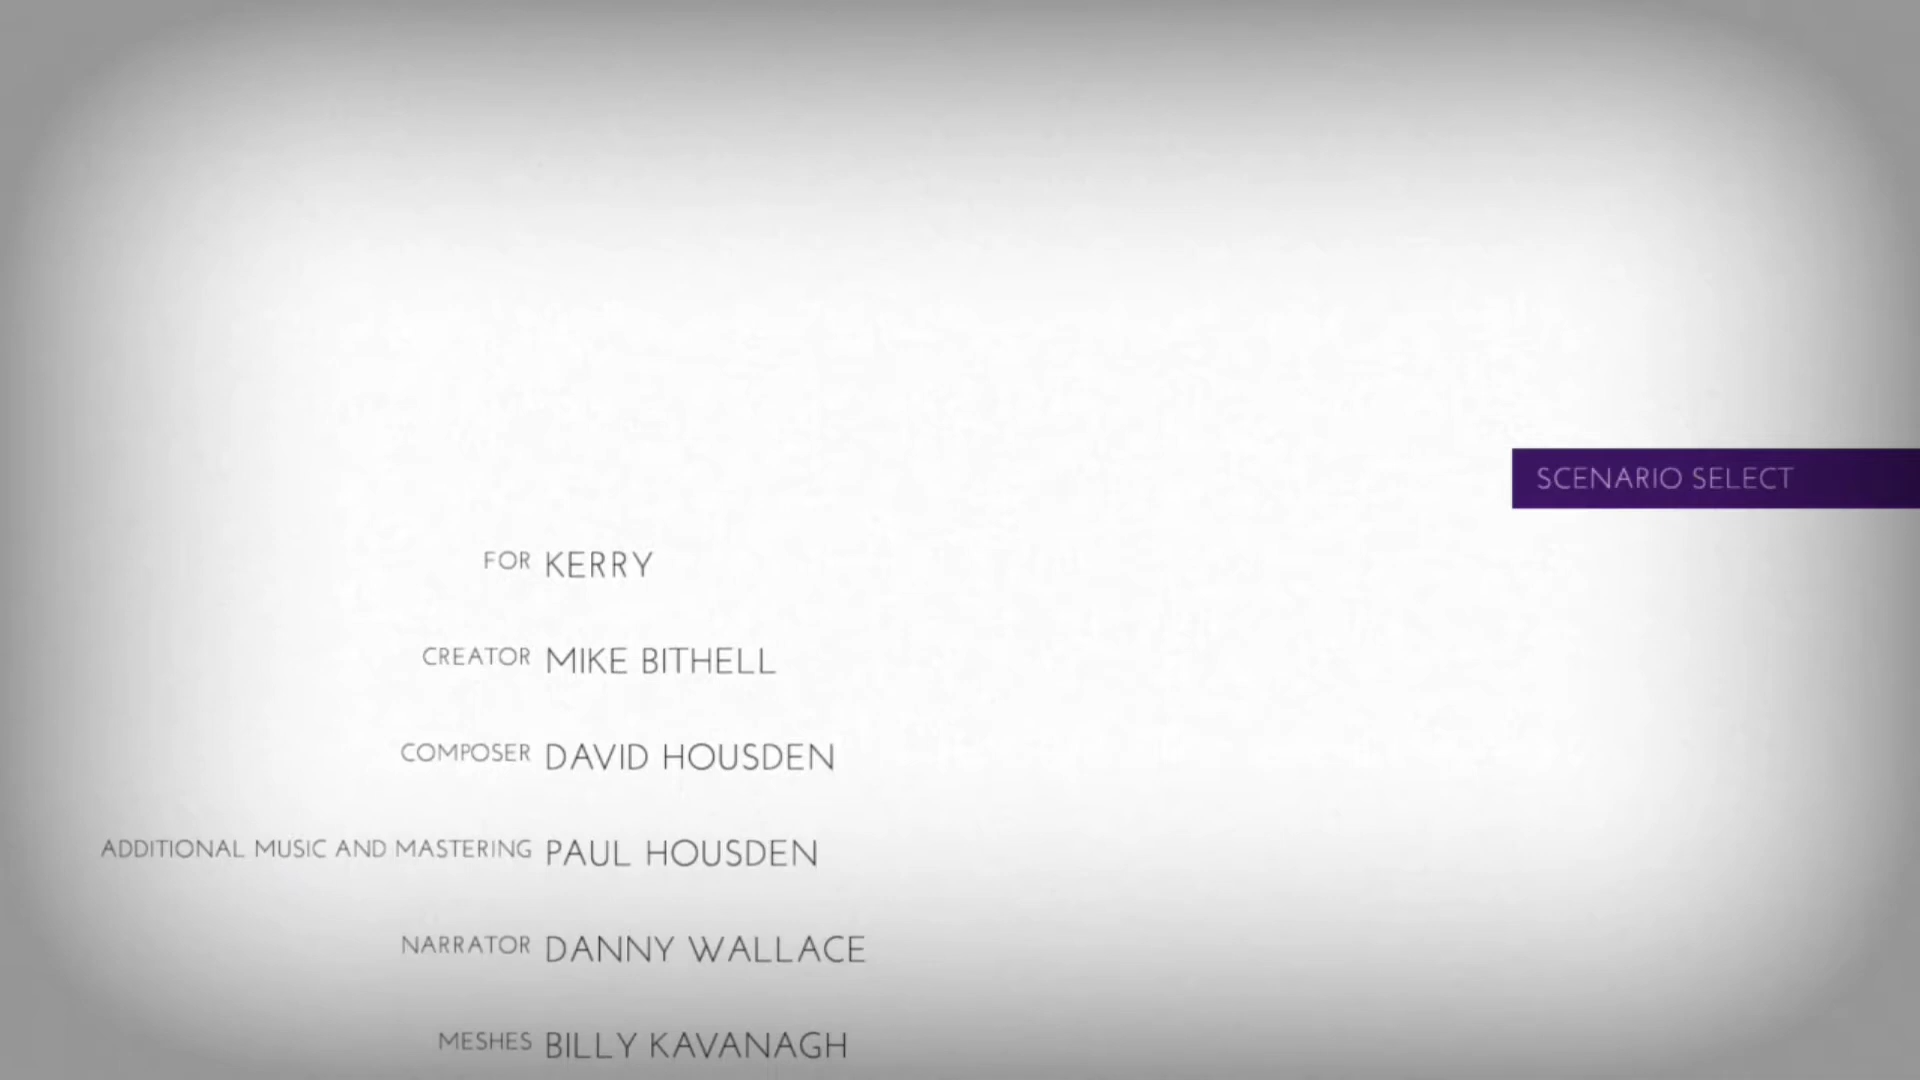 SCENARIO SELECT
FOR KERRY
CREATOR MIKE BITHELL
COMPOSER DAVID HOUSDEN
ADDITIONAL MUSIC AND MASTERING PAUL HOUSDEN
NARRATOR DANNY WALLACE
MESHES BILLY KAVANAGH